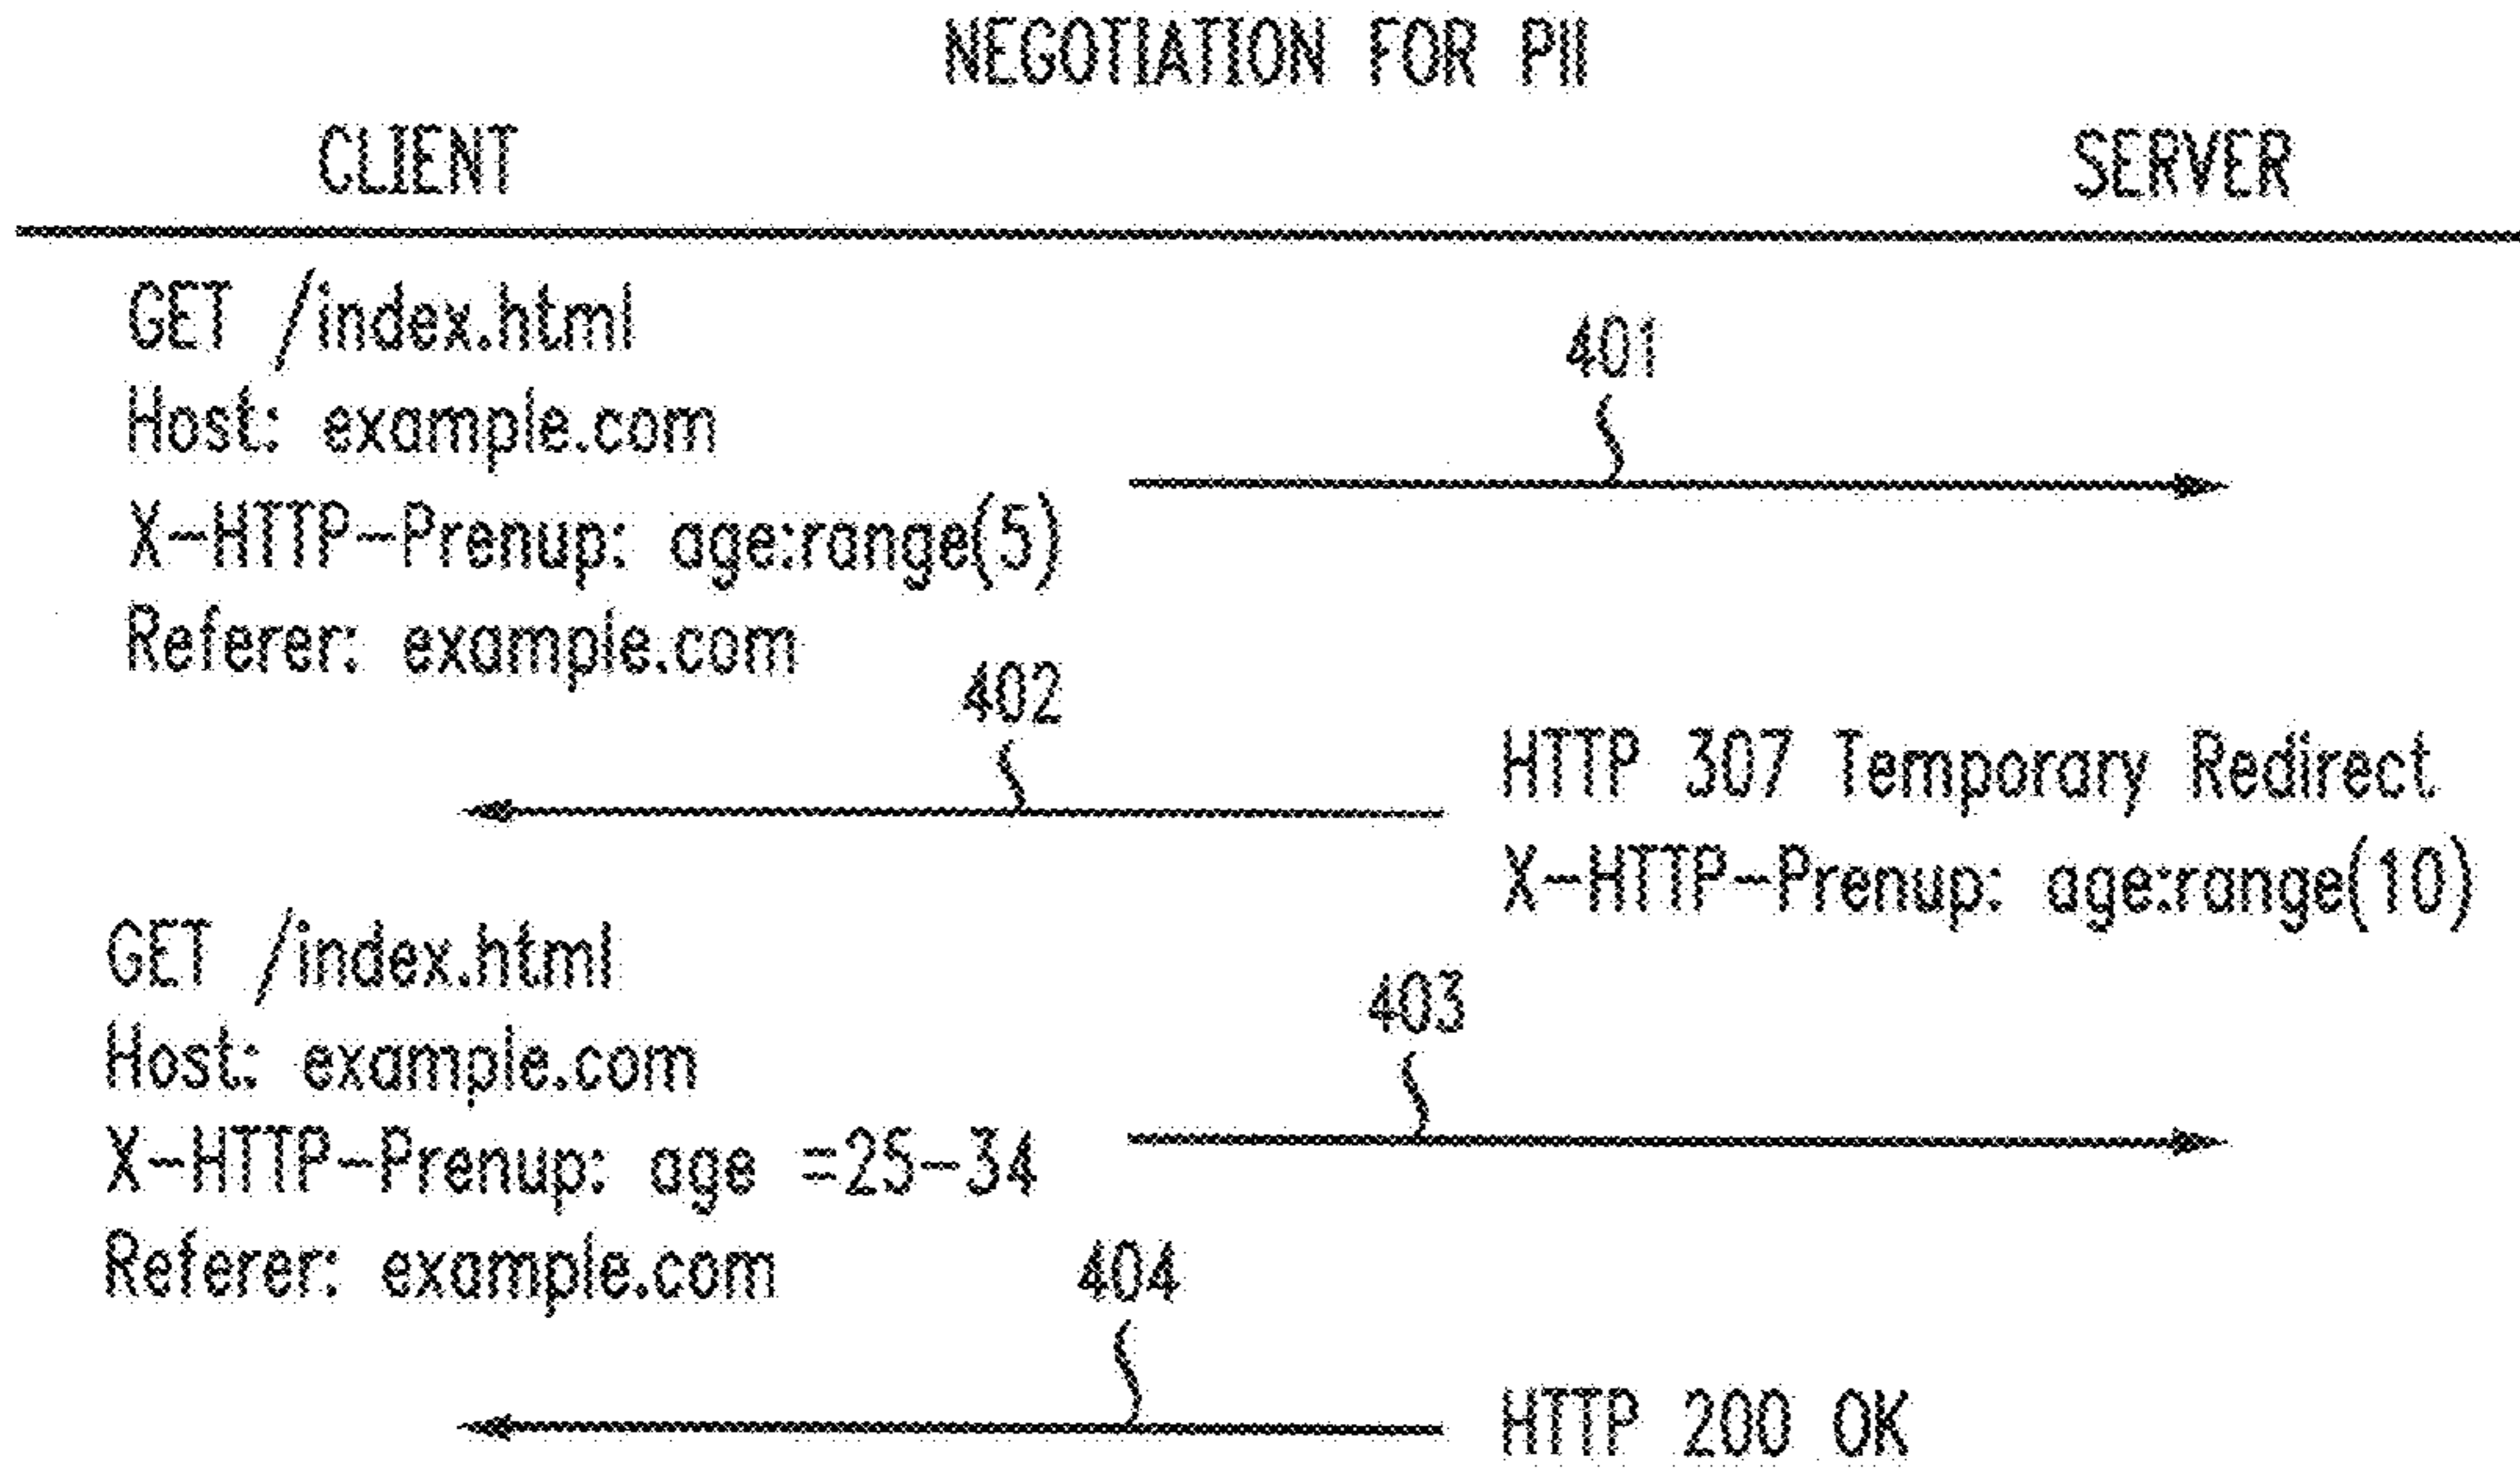 NEGOTIATION FOR PII
CLIENT
SERVER
GET /index.html
Host: example.com
X-HTTP-Prenup: age:range(5)
Referer: example.com
401
402
HTTP 307 Temporary Redirect
X-HTTP-Prenup: age:range(10)
GET /index.html
Host: example.com
X-HTTP-Prenup: age =25-34
Referer: example.com
403
404
HTTP 200 OK